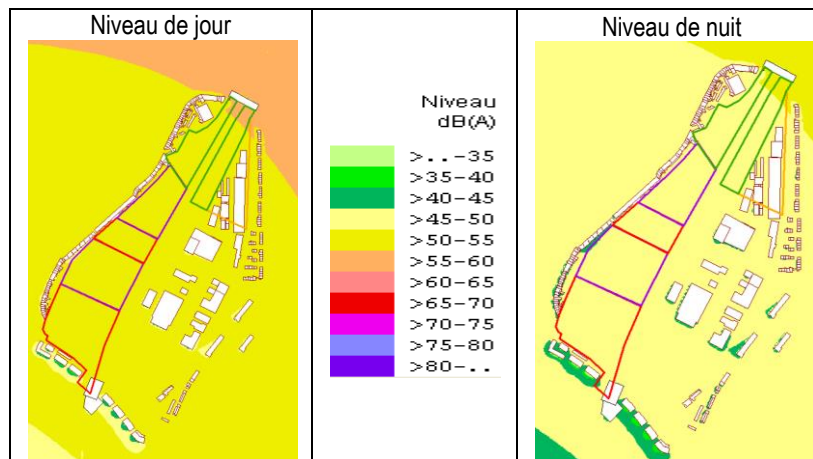 Niveau de jour
Niveau de nuit
Niveau
dB(A)
>..-35
>35-40
>40-45
>45-50
>50-55
>55-60
>60-65
>65-70
>70-75
>75-80
>80-..